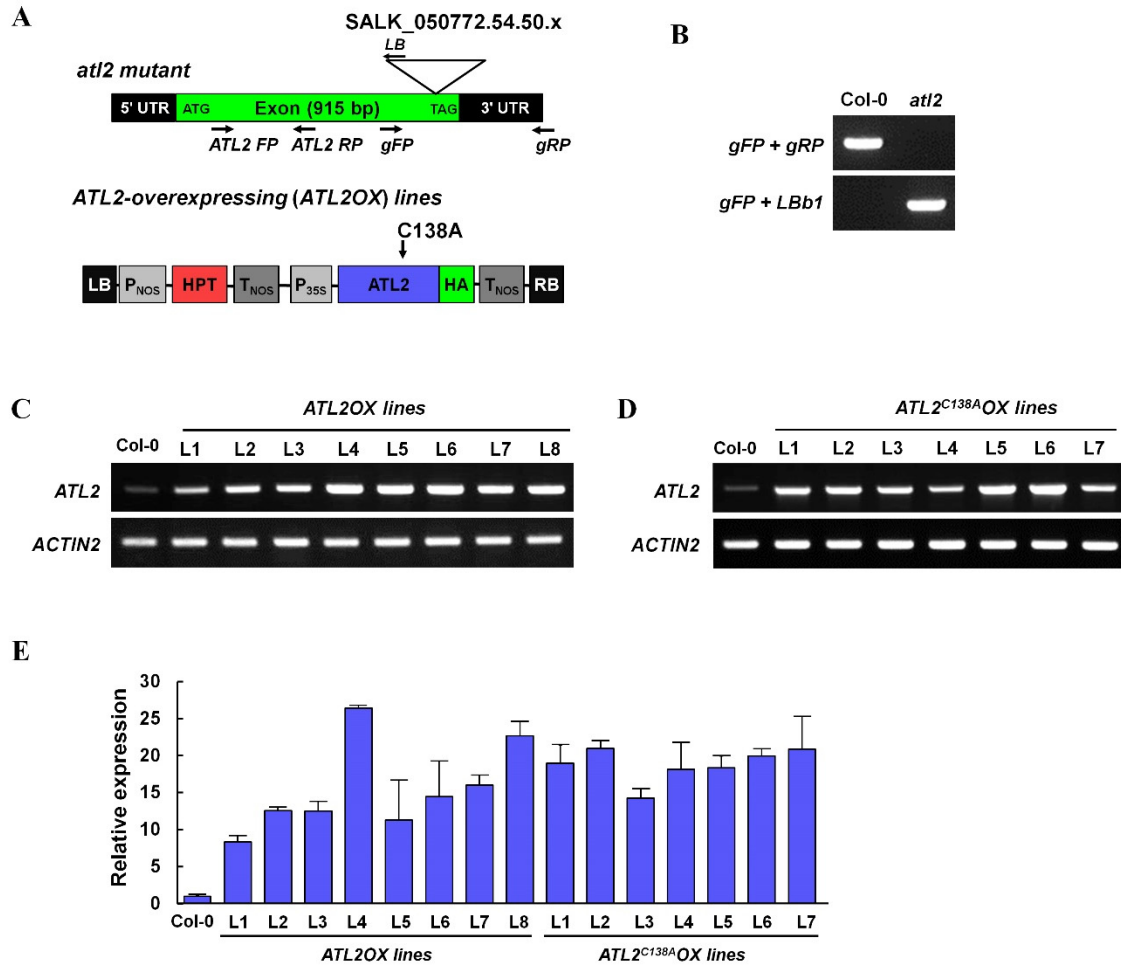 A
SALK_050772.54.50.x
LB
atl2 mutant
5' UTR ATG Exon (915 bp) TAG 3' UTR
ATL2 FP ATL2 RP gFP gRP
ATL2-overexpressing (ATL2OX) lines
C138A
LB PNOS HPT TNOS P35S ATL2 HA TNOS RB
B
Col-0 atl2
gFP + gRP
gFP + LBb1
C
ATL2OX lines
Col-0 L1 L2 L3 L4 L5 L6 L7 L8
ATL2
ACTIN2
D
ATL2C138AOX lines
Col-0 L1 L2 L3 L4 L5 L6 L7
ATL2
ACTIN2
E
Relative expression
30
25
20
15
10
5
0
Col-0 L1 L2 L3 L4 L5 L6 L7 L8 L1 L2 L3 L4 L5 L6 L7
ATL2OX lines ATL2C138AOX lines